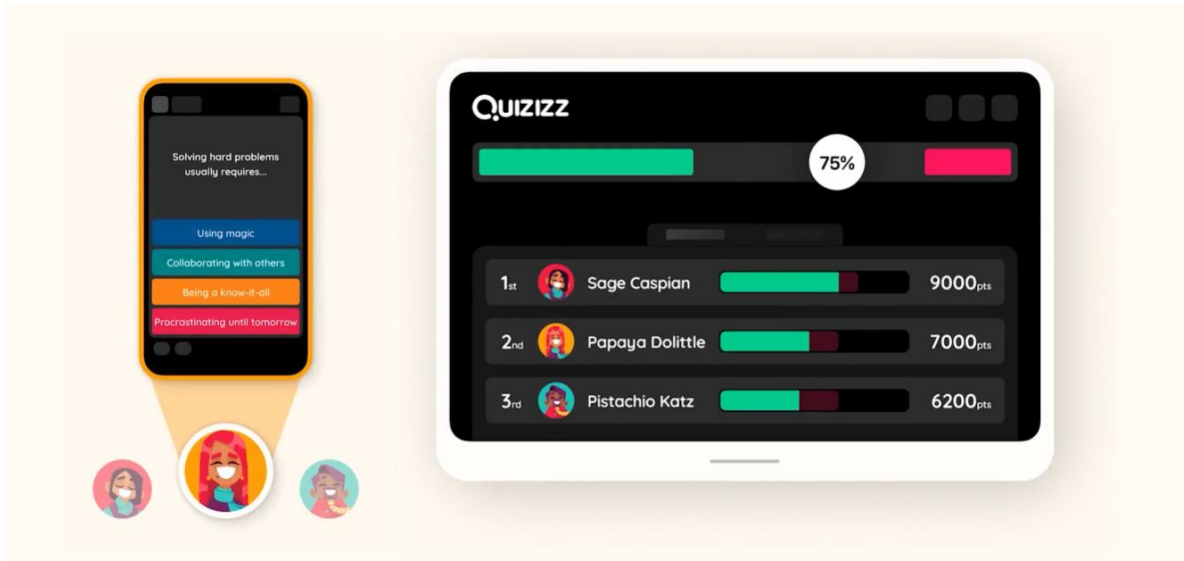 Solving hard problems
usually requires...
Using magic
Collaborating with others
Being a know-it-all
Procrastinating until tomorrow
Quizizz
75%
1st Sage Caspian 9000pts
2nd Papaya Dolittle 7000pts
3rd Pistachio Katz 6200pts